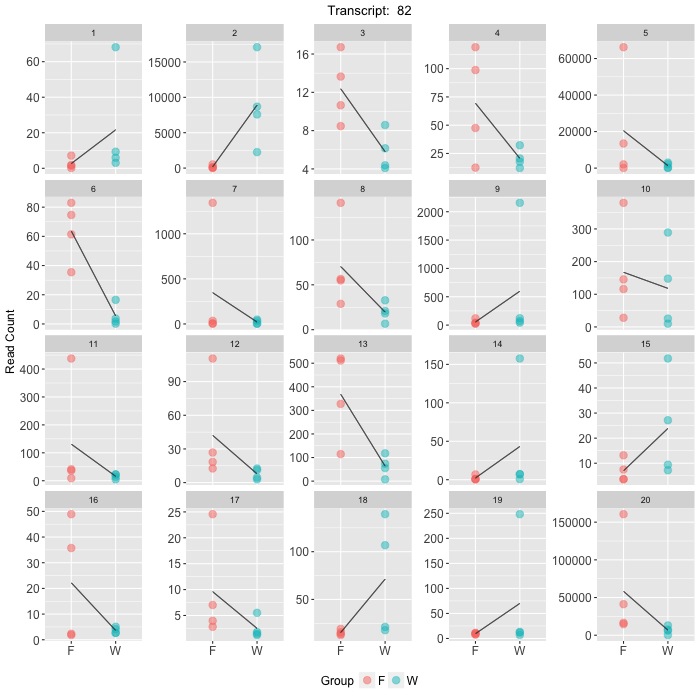 Transcript: 82
1 2 3 4 5
60 40 20 0
15000 10000 5000 0
16 12 8 4
100 75 50 25
60000 40000 20000 0
6 7 8 9 10
80 60 40 20 0
1000 500 0
100 50 0
2000 1500 1000 500 0
300 200 100 0
Read Count
11 12 13 14 15
400 300 200 100 0
90 60 30 0
500 400 300 200 100 0
150 100 50 0
50 40 30 20 10
16 17 18 19 20
50 40 30 20 10 0
25 20 15 10 5
100 50
250 200 150 100 50 0
150000 100000 50000 0
F W F W F W F W F W
Group F W